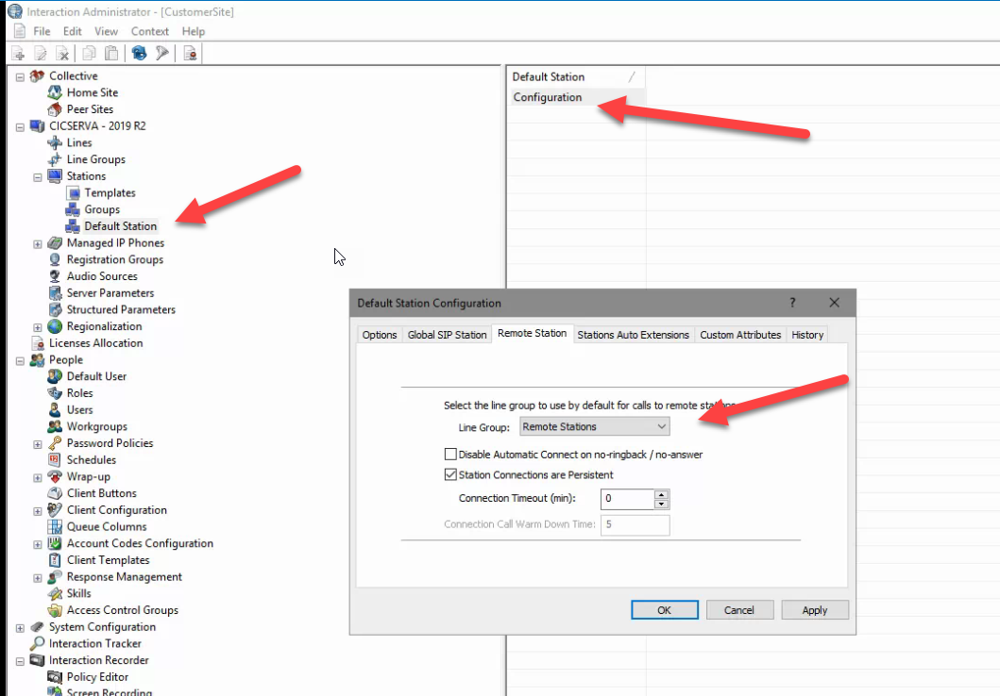 Interaction Administrator - [CustomerSite]
File Edit View Context Help
Collective
Home Site
Peer Sites
CICSERVA - 2019 R2
Lines
Line Groups
Stations
Templates
Groups
Default Station
Managed IP Phones
Registration Groups
Audio Sources
Server Parameters
Structured Parameters
Regionalization
Licenses Allocation
People
Default User
Roles
Users
Workgroups
Password Policies
Schedules
Wrap-up
Client Buttons
Client Configuration
Queue Columns
Account Codes Configuration
Client Templates
Response Management
Skills
Access Control Groups
System Configuration
Interaction Tracker
Interaction Recorder
Policy Editor
Screen Recording
Default Station
Configuration
Default Station Configuration ?
Options Global SIP Station Remote Station Stations Auto Extensions Custom Attributes History
Select the line group to use by default for calls to remote stations
Line Group: Remote Stations
Disable Automatic Connect on no-ringback / no-answer
Station Connections are Persistent
Connection Timeout (min): 0
Connection Call Warm Down Time: 5
OK Cancel Apply